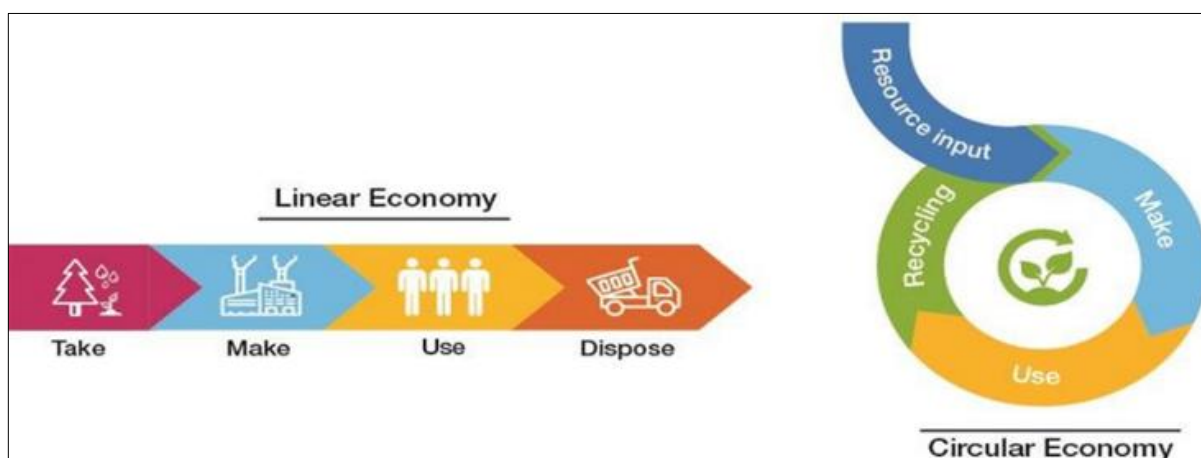 Linear Economy
Take
Make
Use
Dispose
Resource input
Make
Use
Recycling
Circular Economy